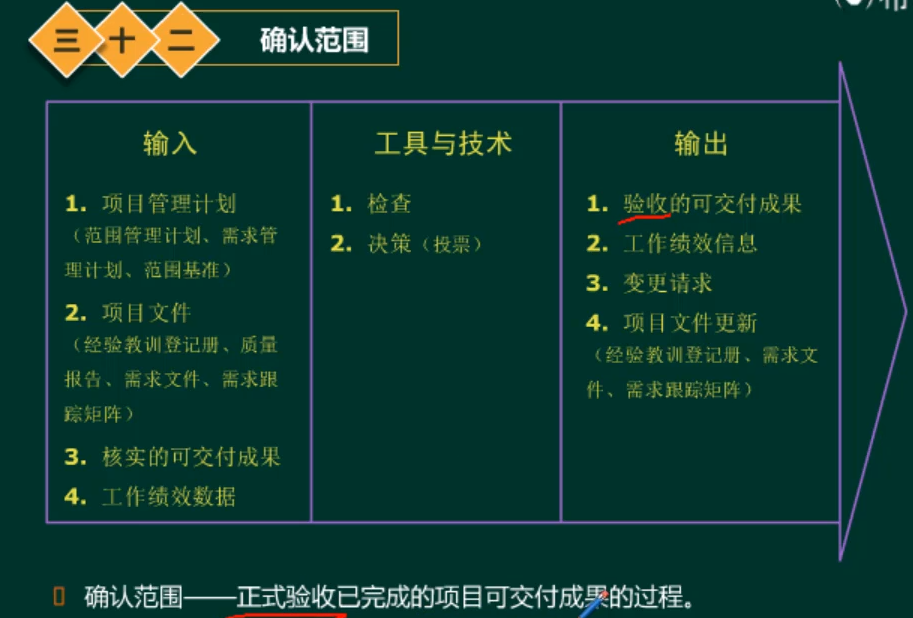 三十二
确认范围
输入
1. 项目管理计划
（范围管理计划、需求管
理计划、范围基准）
2. 项目文件
（经验教训登记册、质量
报告、需求文件、需求跟
踪矩阵）
3. 核实的可交付成果
4. 工作绩效数据
工具与技术
1. 检查
2. 决策（投票）
输出
1. 验收的可交付成果
2. 工作绩效信息
3. 变更请求
4. 项目文件更新
（经验教训登记册、需求文
件、需求跟踪矩阵）
确认范围——正式验收已完成的项目可交付成果的过程。